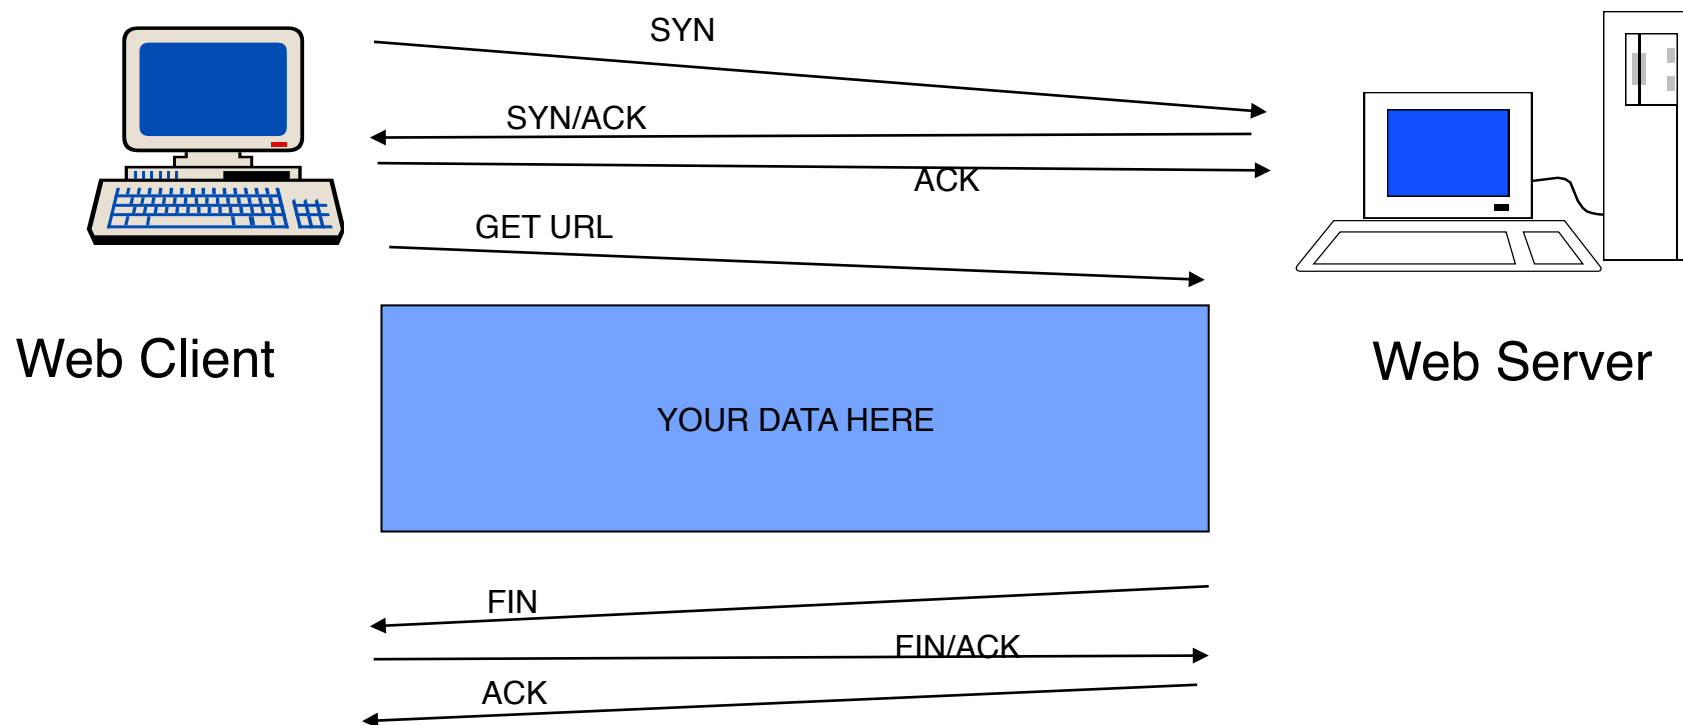 SYN
SYN/ACK
ACK
GET URL
Web Client
Web Server
YOUR DATA HERE
FIN
FIN/ACK
ACK